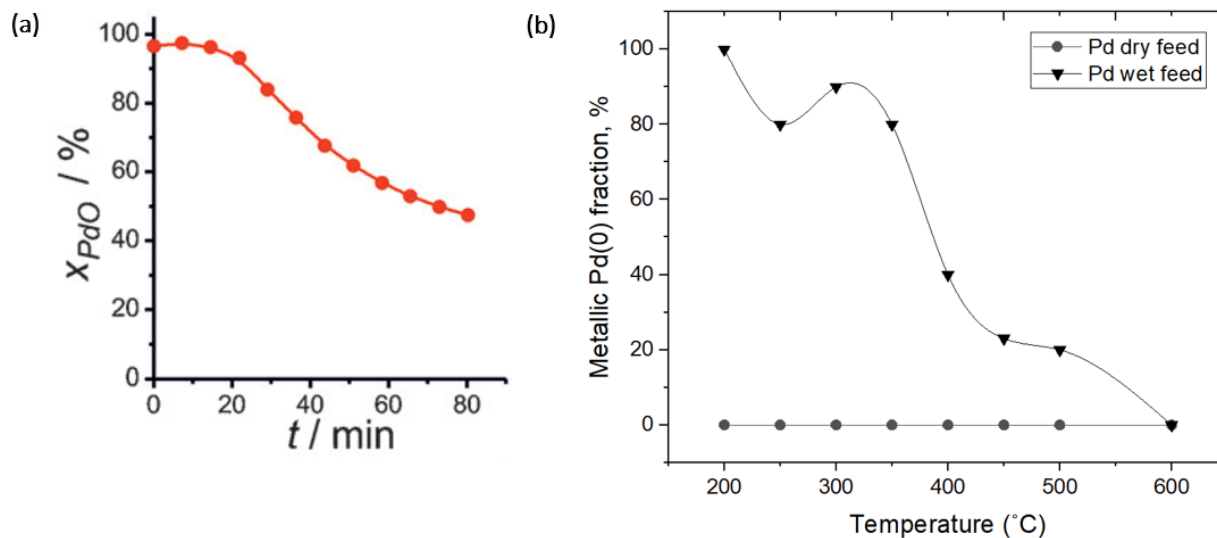 (a)
x_PdO / %
100
80
60
40
20
0
0 20 40 60 80
t / min
(b)
Metallic Pd(0) fraction, %
100
80
60
40
20
0
Pd dry feed
Pd wet feed
200 300 400 500 600
Temperature (˚C)